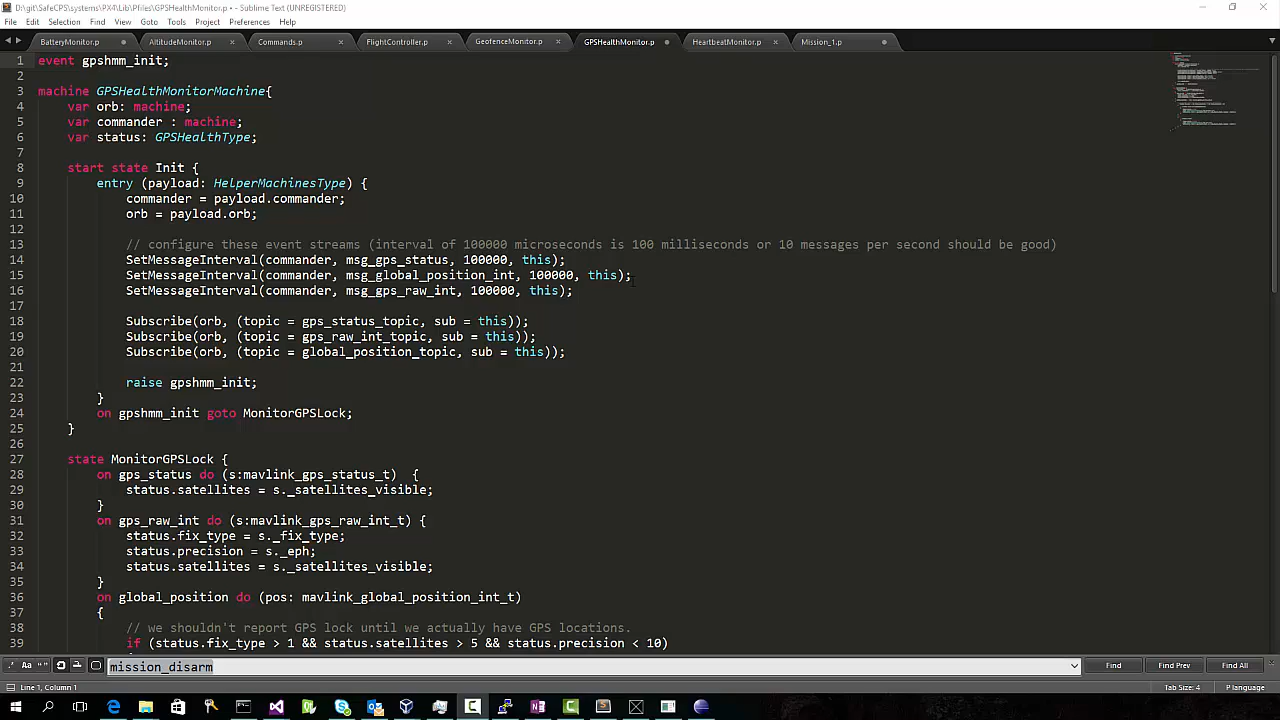 D:\git\SafeCPS\systems\PX4\Lib\Pfiles\GPSHealthMonitor.p • - Sublime Text (UNREGISTERED)
File Edit Selection Find View Goto Tools Project Preferences Help
BatteryMonitor.p AltitudeMonitor.p Commands.p FlightController.p GeofenceMonitor.p GPSHealthMonitor.p HeartbeatMonitor.p Mission_1.p
1 event gpshmm_init;
2
3 machine GPSHealthMonitorMachine{
4 var orb: machine;
5 var commander : machine;
6 var status: GPSHealthType;
7
8 start state Init {
9 entry (payload: HelperMachinesType) {
10 commander = payload.commander;
11 orb = payload.orb;
12
13 // configure these event streams (interval of 100000 microseconds is 100 milliseconds or 10 messages per second should be good)
14 SetMessageInterval(commander, msg_gps_status, 100000, this);
15 SetMessageInterval(commander, msg_global_position_int, 100000, this);
16 SetMessageInterval(commander, msg_gps_raw_int, 100000, this);
17
18 Subscribe(orb, (topic = gps_status_topic, sub = this));
19 Subscribe(orb, (topic = gps_raw_int_topic, sub = this));
20 Subscribe(orb, (topic = global_position_topic, sub = this));
21
22 raise gpshmm_init;
23 }
24 on gpshmm_init goto MonitorGPSLock;
25 }
26
27 state MonitorGPSLock {
28 on gps_status do (s:mavlink_gps_status_t) {
29 status.satellites = s._satellites_visible;
30 }
31 on gps_raw_int do (s:mavlink_gps_raw_int_t) {
32 status.fix_type = s._fix_type;
33 status.precision = s._eph;
34 status.satellites = s._satellites_visible;
35 }
36 on global_position do (pos: mavlink_global_position_int_t)
37 {
38 // we shouldn't report GPS lock until we actually have GPS locations.
39 if (status.fix_type > 1 && status.satellites > 5 && status.precision < 10)
.* Aa "" mission_disarm Find Find Prev Find All
Line 1, Column 1 Tab Size: 4 P language